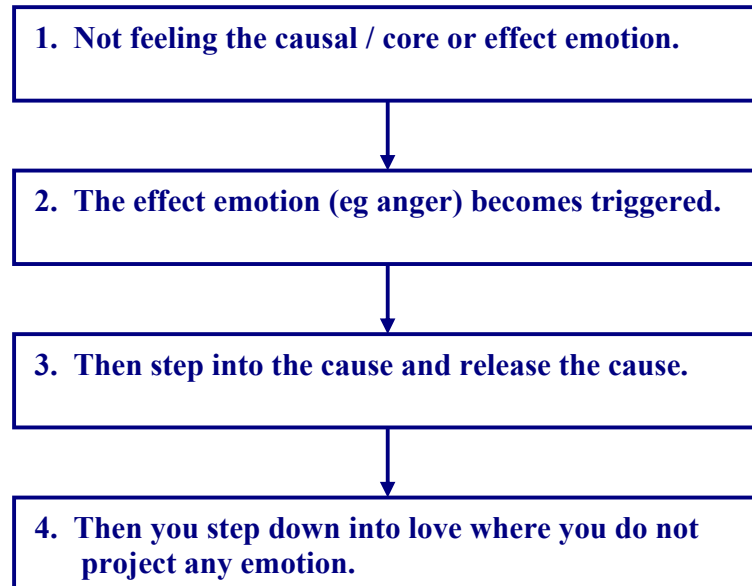 1. Not feeling the causal / core or effect emotion.
2. The effect emotion (eg anger) becomes triggered.
3. Then step into the cause and release the cause.
4. Then you step down into love where you do not
project any emotion.